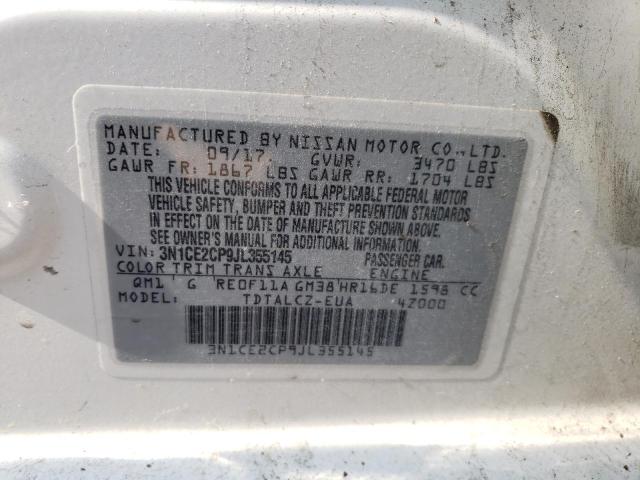 MANUFACTURED BY NISSAN MOTOR CO., LTD.
DATE: 09/17. GVWR: 3470 LBS
GAWR FR: 1867 LBS GAWR RR: 1704 LBS
THIS VEHICLE CONFORMS TO ALL APPLICABLE FEDERAL MOTOR
VEHICLE SAFETY, BUMPER AND THEFT PREVENTION STANDARDS
IN EFFECT ON THE DATE OF MANUFACTURE SHOWN ABOVE.
SEE OWNER'S MANUAL FOR ADDITIONAL INFORMATION.
VIN: 3N1CE2CP9JL355145 PASSENGER CAR.
COLOR TRIM TRANS AXLE ENGINE
QM1 G RE0F11A GM38 HR16DE 1598 CC
MODEL: TDTALCZ-EUA 4Z000
3N1CE2CP9JL355145